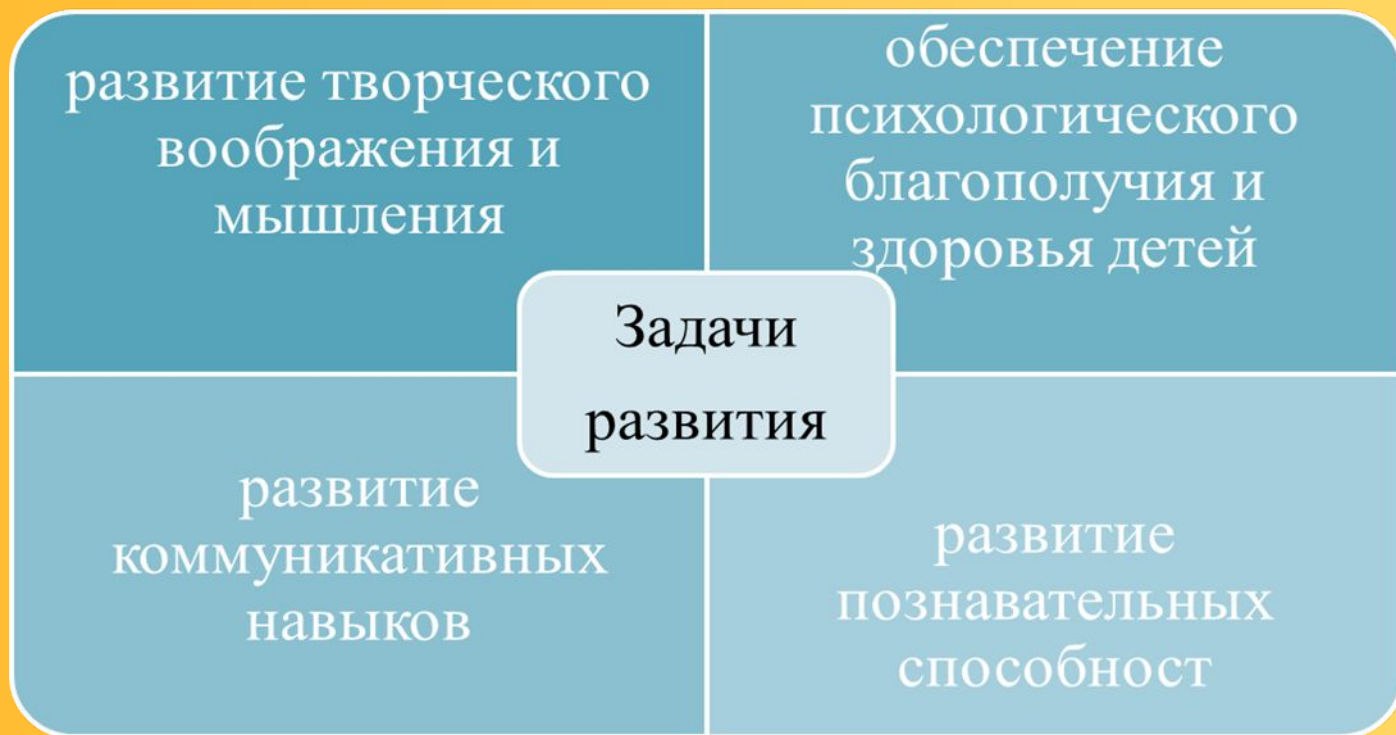 развитие творческого
воображения и
мышления
обеспечение
психологического
благополучия и
здоровья детей
Задачи
развития
развитие
коммуникативных
навыков
развитие
познавательных
способност